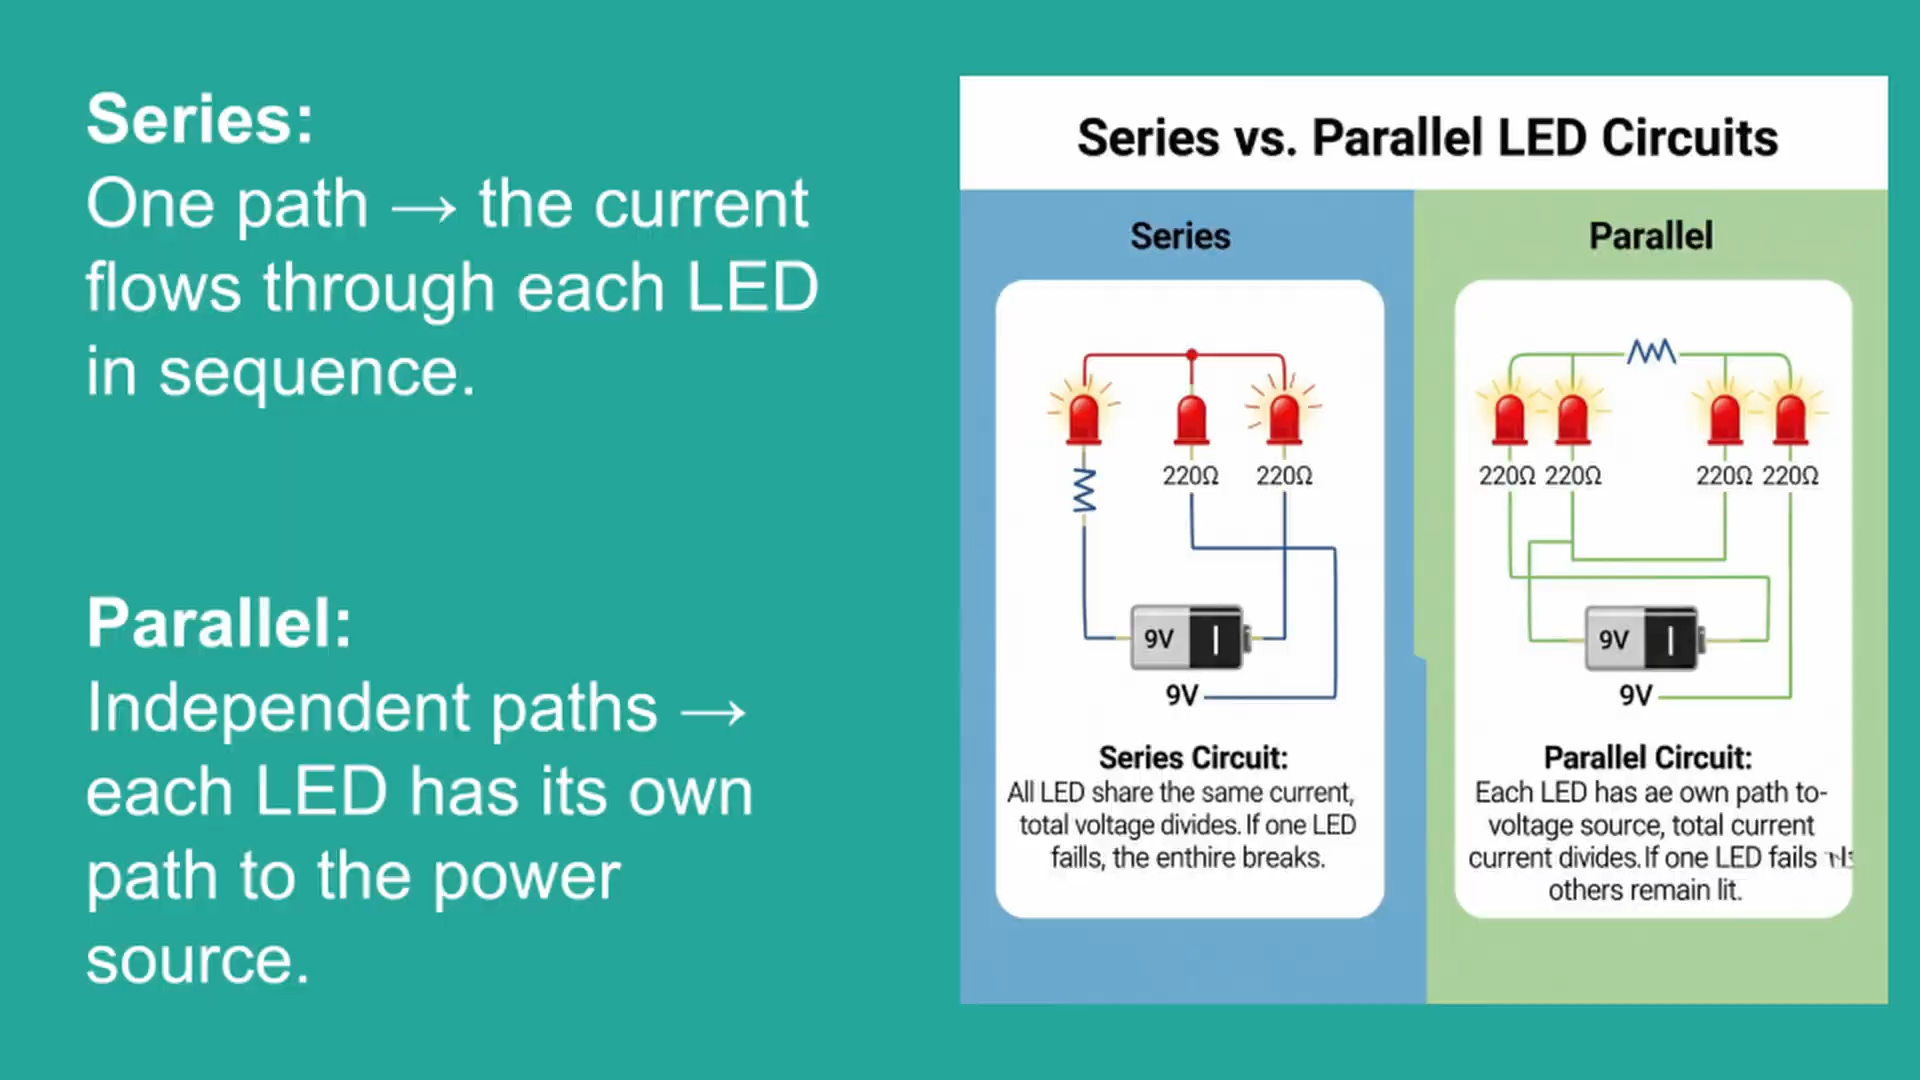 Series:
One path → the current
flows through each LED
in sequence.
Parallel:
Independent paths →
each LED has its own
path to the power
source.
Series vs. Parallel LED Circuits
Series
220Ω 220Ω
9V
9V
Series Circuit:
All LED share the same current,
total voltage divides. If one LED
faills, the enthire breaks.
Parallel
220Ω 220Ω 220Ω 220Ω
9V
9V
Parallel Circuit:
Each LED has ae own path to-
voltage source, total current
current divides. If one LED fails
others remain lit.